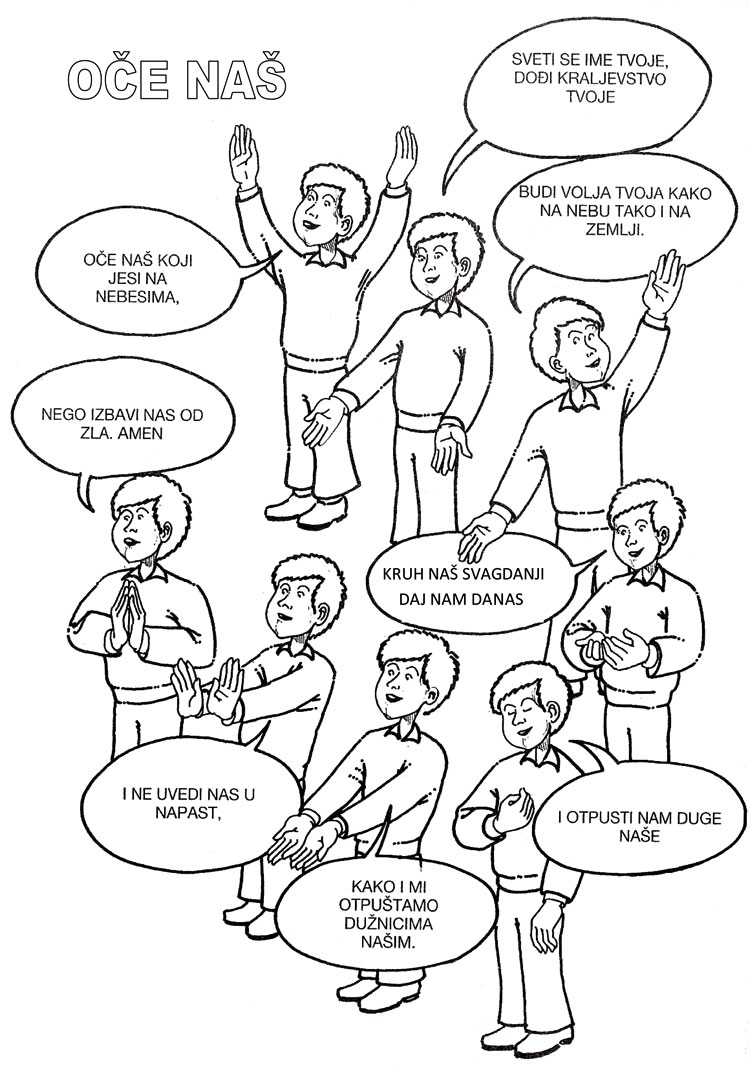 OČE NAŠ
OČE NAŠ KOJI
JESI NA
NEBESIMA,
SVETI SE IME TVOJE,
DOĐI KRALJEVSTVO
TVOJE
BUDI VOLJA TVOJA KAKO
NA NEBU TAKO I NA
ZEMLJI.
KRUH NAŠ SVAGDANJI
DAJ NAM DANAS
I OTPUSTI NAM DUGE
NAŠE
KAKO I MI
OTPUŠTAMO
DUŽNICIMA
NAŠIM.
I NE UVEDI NAS U
NAPAST,
NEGO IZBAVI NAS OD
ZLA. AMEN